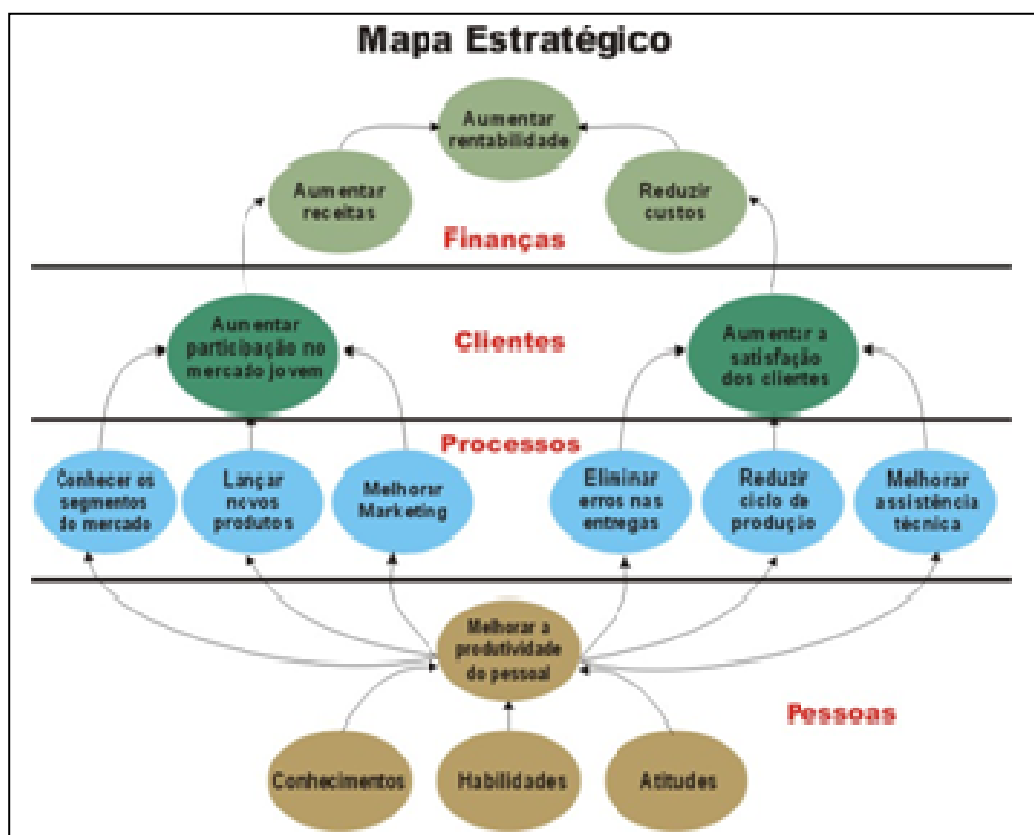 Mapa Estratégico
Aumentar
rentabilidade
Aumentar
receitas
Reduzir
custos
Finanças
Aumentar
participação no
mercado jovem
Clientes
Aumentar a
satisfação
dos clientes
Processos
Conhecer os
segmentos
do mercado
Lançar
novos
produtos
Melhorar
Marketing
Eliminar
erros nas
entregas
Reduzir
ciclo de
produção
Melhorar
assistência
técnica
Melhorar a
produtividade
do pessoal
Pessoas
Conhecimentos
Habilidades
Atitudes